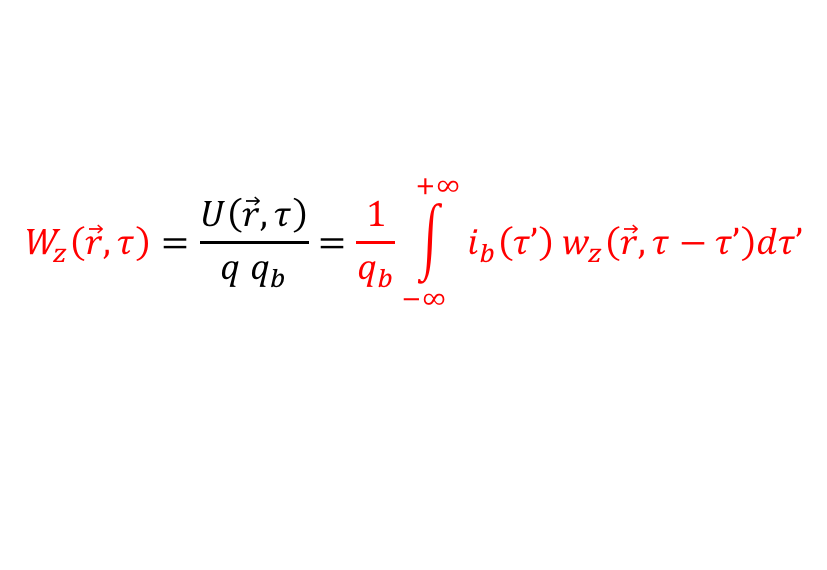 W_z(r⃗, τ) = U(r⃗, τ) / q q_b = 1 / q_b ∫_{−∞}^{+∞} i_b(τ’) w_z(r⃗, τ − τ’)dτ’